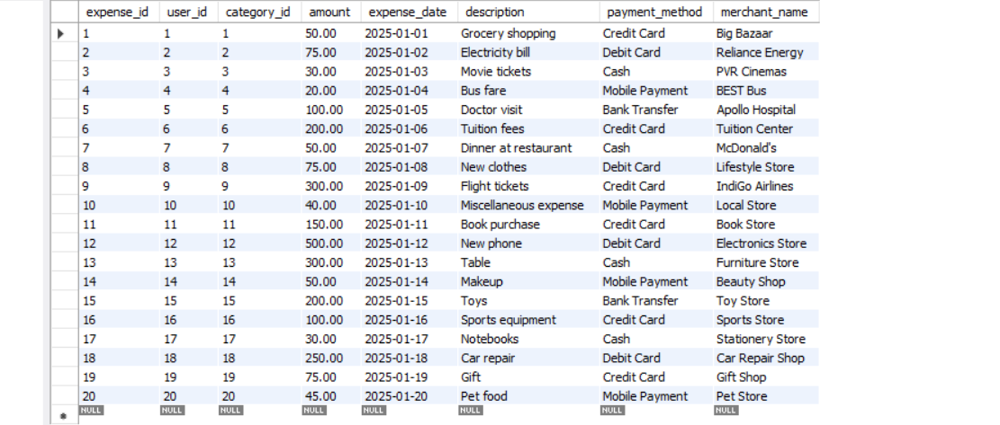 expense_id user_id category_id amount expense_date description payment_method merchant_name
1 1 1 50.00 2025-01-01 Grocery shopping Credit Card Big Bazaar
2 2 2 75.00 2025-01-02 Electricity bill Debit Card Reliance Energy
3 3 3 30.00 2025-01-03 Movie tickets Cash PVR Cinemas
4 4 4 20.00 2025-01-04 Bus fare Mobile Payment BEST Bus
5 5 5 100.00 2025-01-05 Doctor visit Bank Transfer Apollo Hospital
6 6 6 200.00 2025-01-06 Tuition fees Credit Card Tuition Center
7 7 7 50.00 2025-01-07 Dinner at restaurant Cash McDonald's
8 8 8 75.00 2025-01-08 New clothes Debit Card Lifestyle Store
9 9 9 300.00 2025-01-09 Flight tickets Credit Card IndiGo Airlines
10 10 10 40.00 2025-01-10 Miscellaneous expense Mobile Payment Local Store
11 11 11 150.00 2025-01-11 Book purchase Credit Card Book Store
12 12 12 500.00 2025-01-12 New phone Debit Card Electronics Store
13 13 13 300.00 2025-01-13 Table Cash Furniture Store
14 14 14 50.00 2025-01-14 Makeup Mobile Payment Beauty Shop
15 15 15 200.00 2025-01-15 Toys Bank Transfer Toy Store
16 16 16 100.00 2025-01-16 Sports equipment Credit Card Sports Store
17 17 17 30.00 2025-01-17 Notebooks Cash Stationery Store
18 18 18 250.00 2025-01-18 Car repair Debit Card Car Repair Shop
19 19 19 75.00 2025-01-19 Gift Credit Card Gift Shop
20 20 20 45.00 2025-01-20 Pet food Mobile Payment Pet Store
NULL NULL NULL NULL NULL NULL NULL NULL